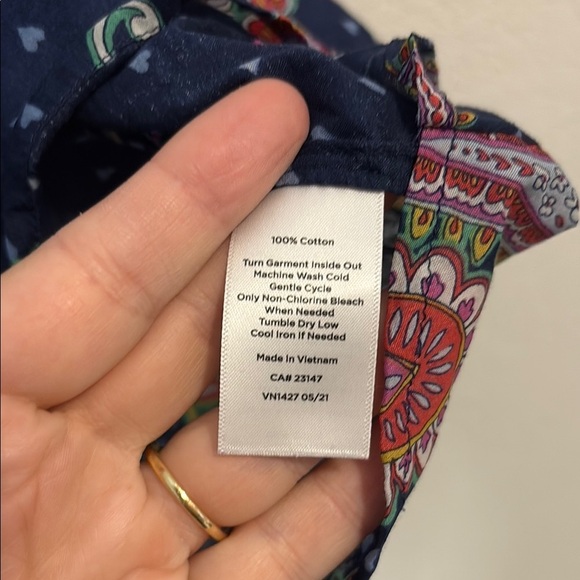 100% Cotton
Turn Garment Inside Out
Machine Wash Cold
Gentle Cycle
Only Non-Chlorine Bleach
When Needed
Tumble Dry Low
Cool Iron if Needed
Made in Vietnam
CA# 23147
VN1427 05/21